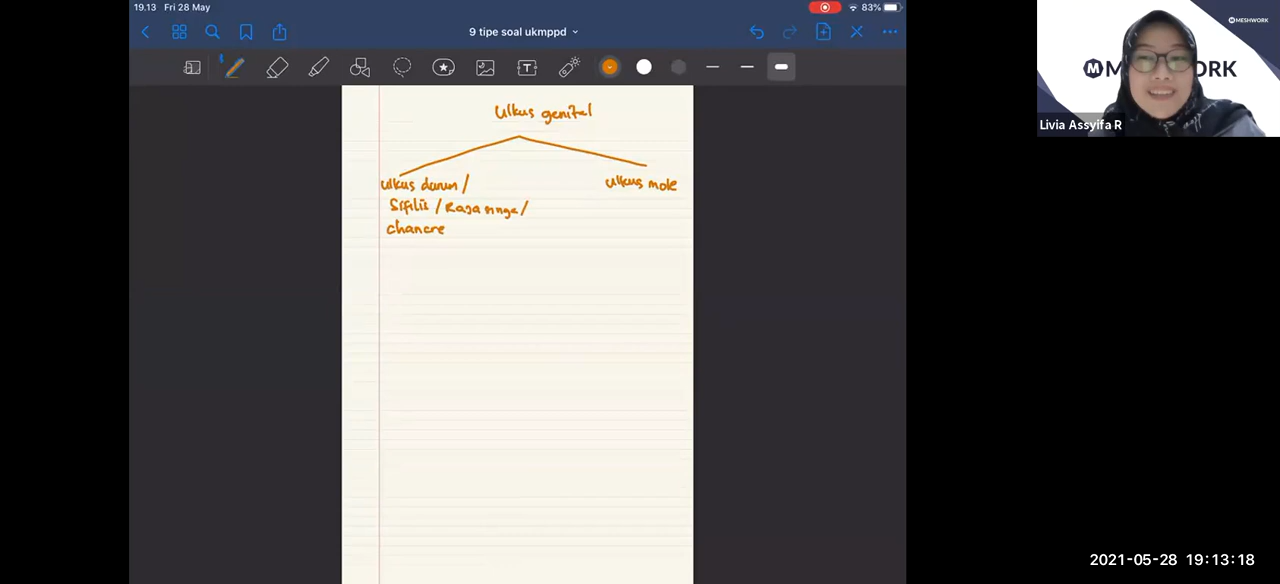 19.13 Fri 28 May
83%
9 tipe soal ukmppd
MESHWORK
Livia Assyifa R
Ulkus genital
Ulkus durum /
Sifilis / Raja singa /
chancre
Ulkus mole
2021-05-28 19:13:18